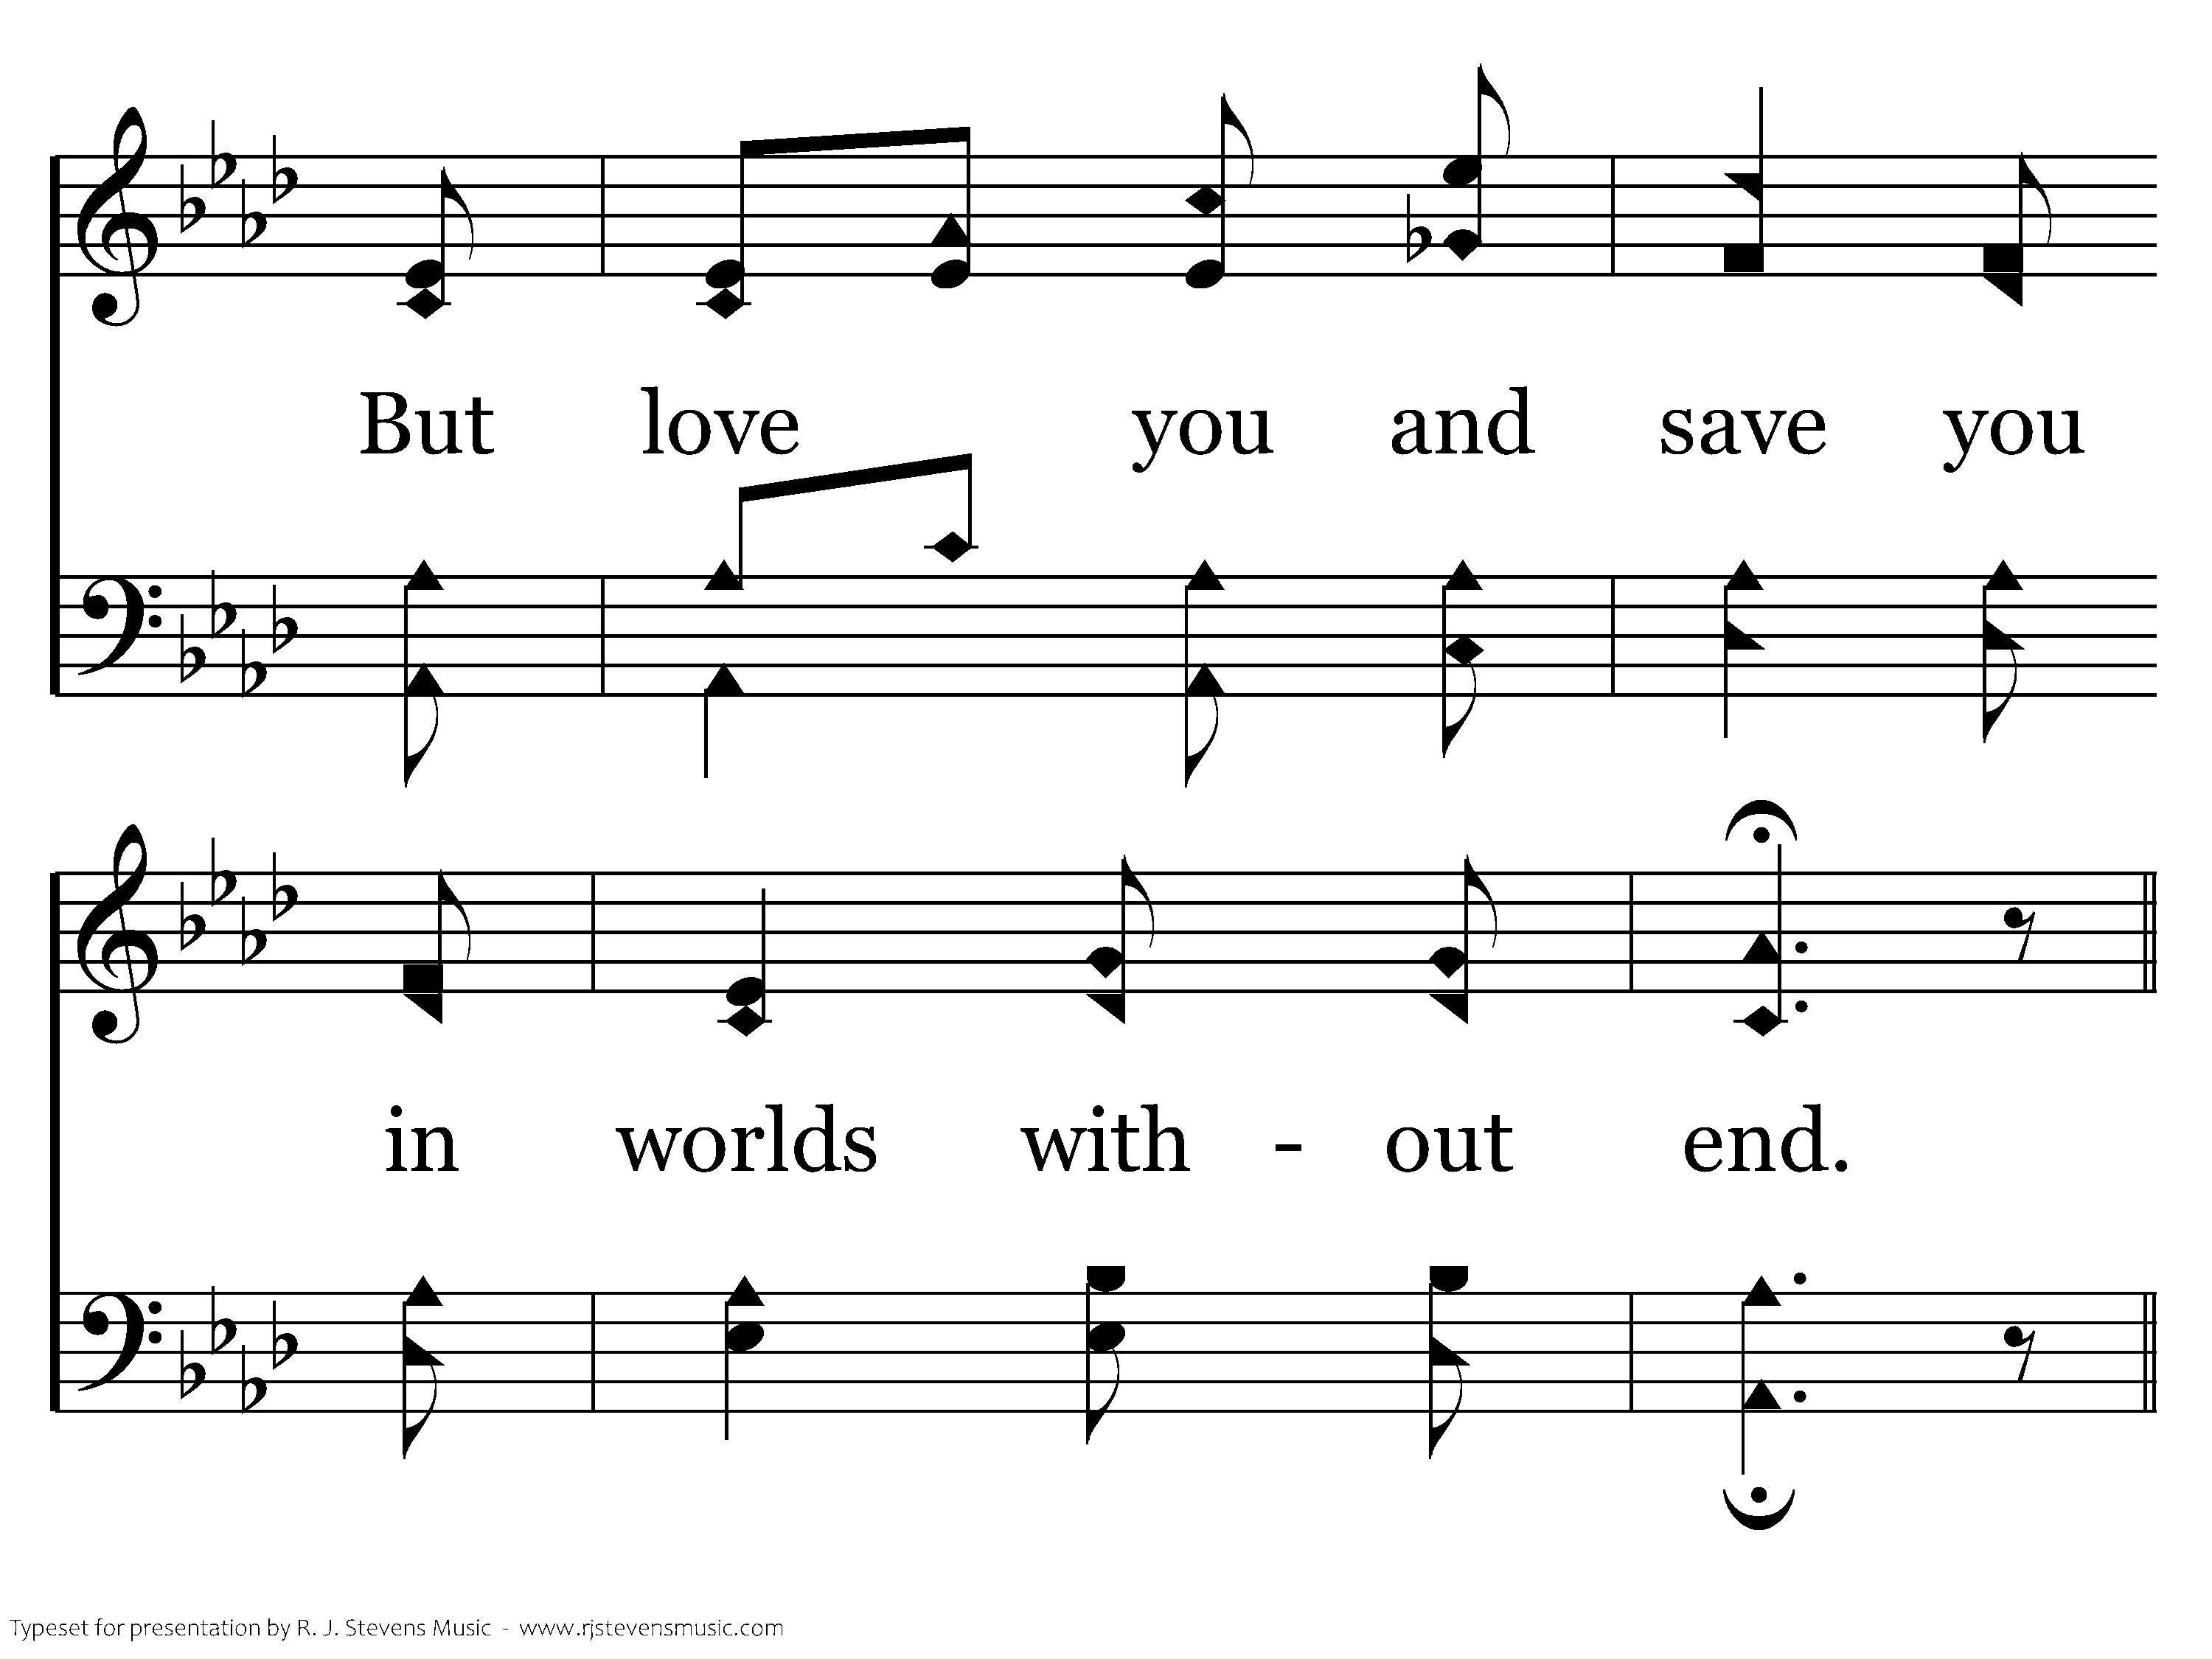 But love you and save you
in worlds with - out end.
Typeset for presentation by R. J. Stevens Music - www.rjstevensmusic.com